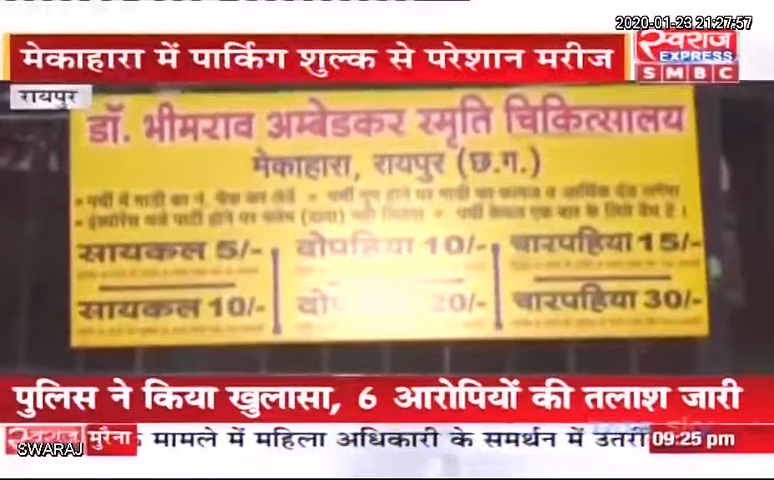 2020-01-23 21:27:57
मेकाहारा में पार्किंग शुल्क से परेशान मरीज
स्वराज
EXPRESS
SMBC
रायपुर
डॉ. भीमराव अम्बेडकर स्मृति चिकित्सालय
मेकाहारा, रायपुर (छ.ग.)
सायकल 5/- दोपहिया 10/- चारपहिया 15/-
सायकल 10/- 20/- चारपहिया 30/-
पुलिस ने किया खुलासा, 6 आरोपियों की तलाश जारी
स्वराज मुरैना मामले में महिला अधिकारी के समर्थन में उतरीं 09:25 pm
SWARAJ